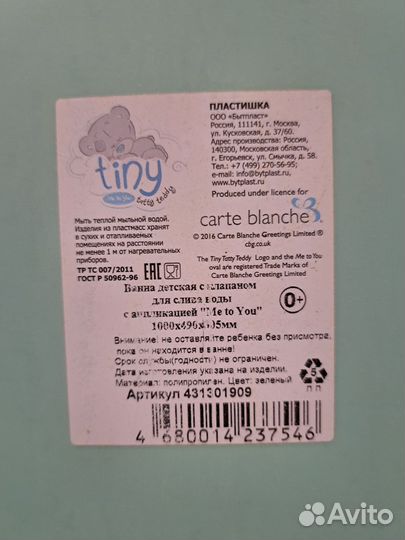 tiny
tatty teddy
Мыть теплой мыльной водой.
Изделия из пластмасс хранят
в сухих и отапливаемых
помещениях на расстоянии
не менее 1 м от нагревательных
приборов.
ТР ТС 007/2011
ГОСТ Р 50962-96
EAC
ПЛАСТИШКА
ООО «Бытпласт»
Россия, 111141, г. Москва,
ул. Кусковская, д. 37/60.
Адрес производства: Россия,
140300, Московская область,
г. Егорьевск, ул. Смычка, д. 58.
Тел.: +7 (499) 270-56-95;
e-mail: info@bytplast.ru
www.bytplast.ru
Produced under licence for
carte blanche
© 2016 Carte Blanche Greetings Limited ®
cbg.co.uk
The Tiny Tatty Teddy Logo and the Me to You
oval are registered Trade Marks of
Carte Blanche Greetings Limited.
Ванна детская с клапаном
для слива воды
с аппликацией "Me to You"
0+
Внимание: не оставляйте ребенка без присмотра,
пока он находится в ванне!
Срок службы(годности) не ограничен.
Дата изготовления указана на изделии.
Материал: полипропилен. Цвет: зеленый
5
Артикул 431301909
4 680014 237546
Avito